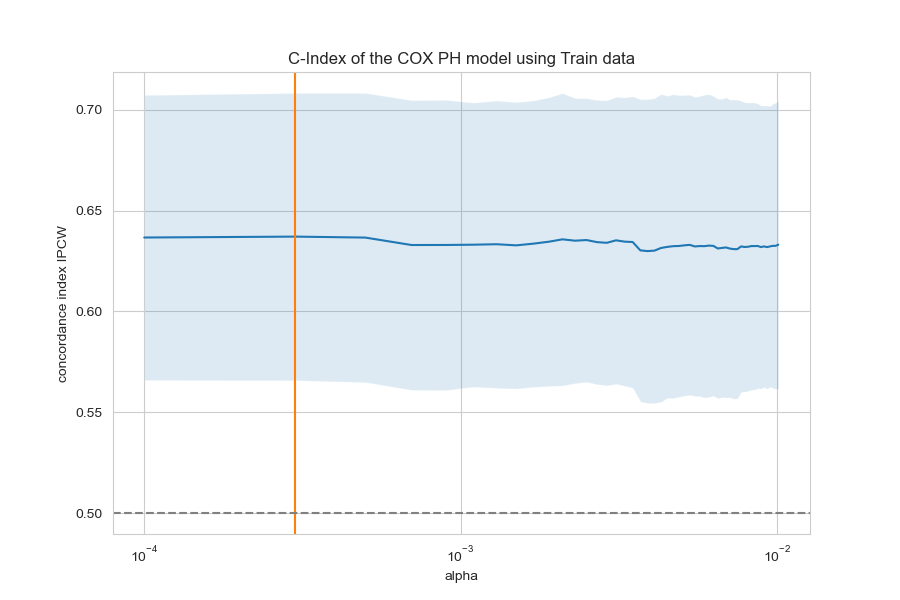 C-Index of the COX PH model using Train data
concordance index IPCW
0.70
0.65
0.60
0.55
0.50
10⁻⁴ 10⁻³ 10⁻²
alpha